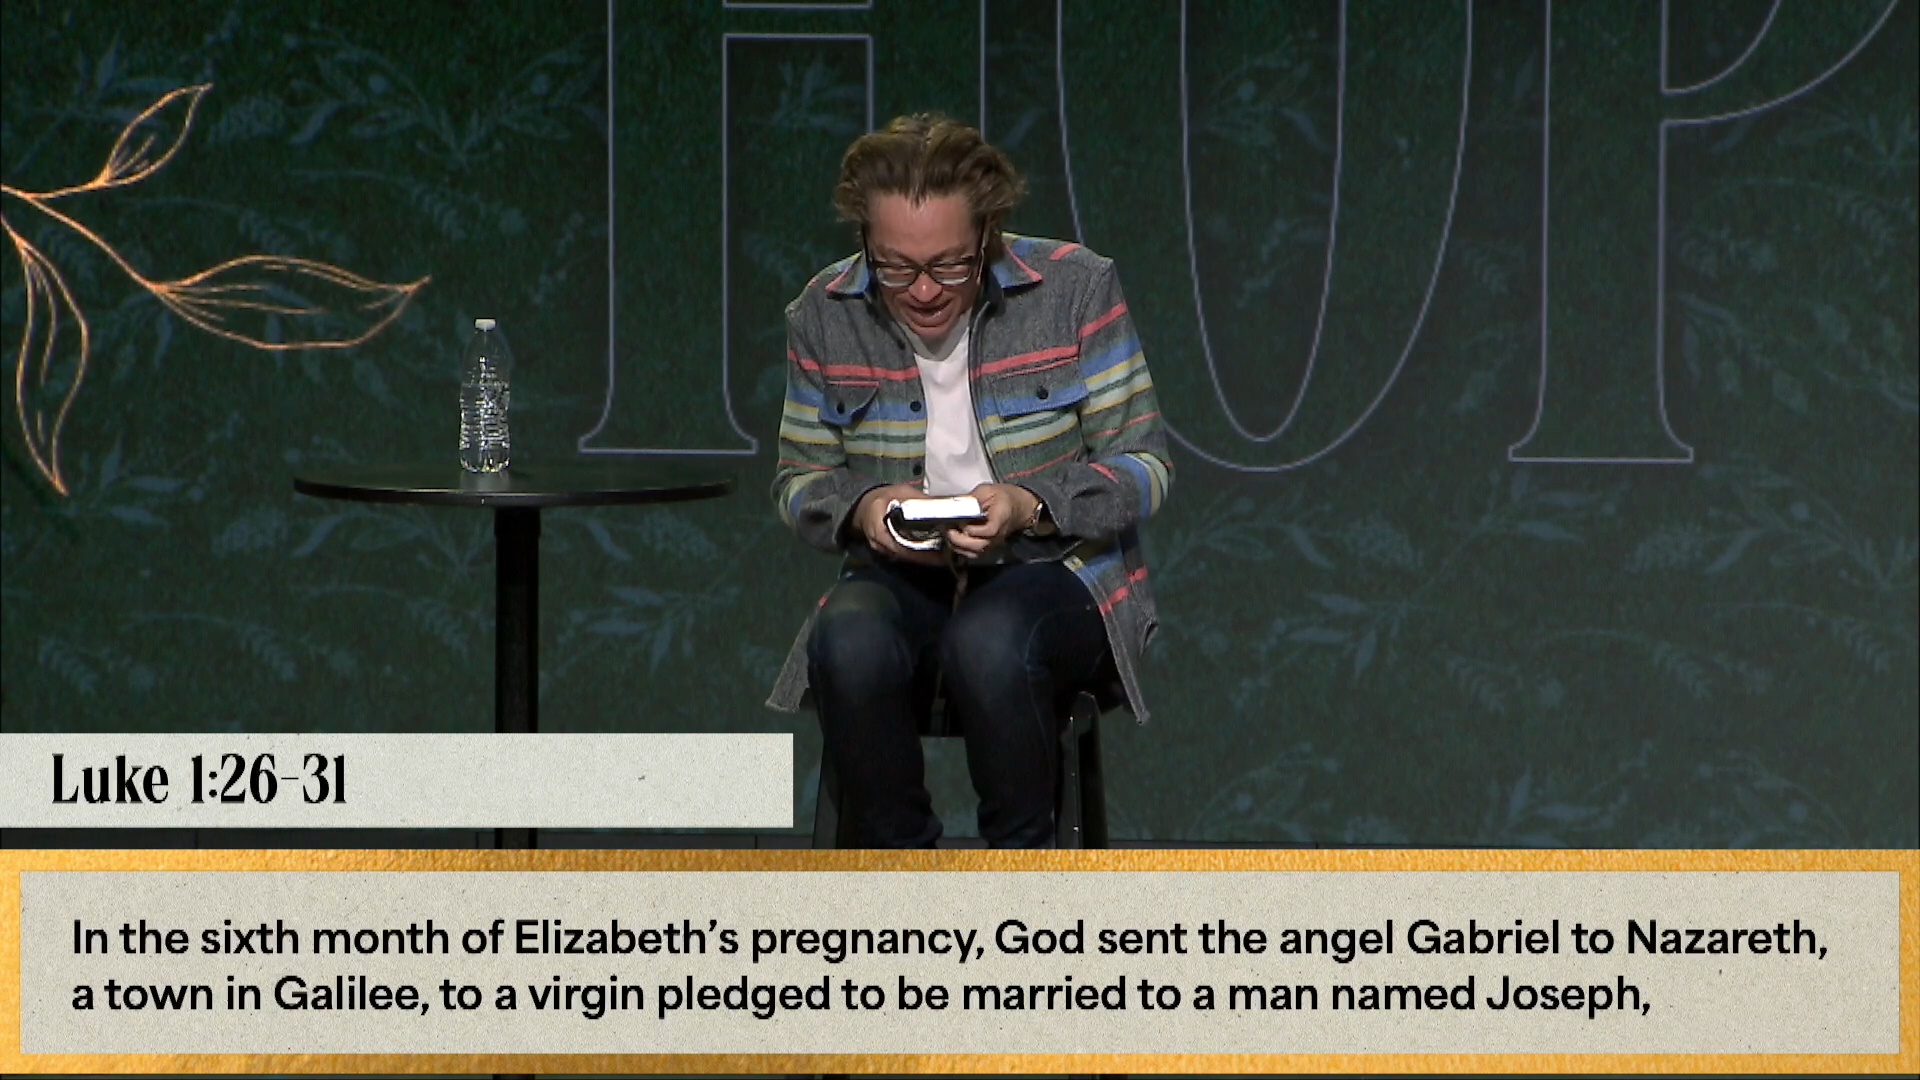 HOP
Luke 1:26-31
In the sixth month of Elizabeth's pregnancy, God sent the angel Gabriel to Nazareth,
a town in Galilee, to a virgin pledged to be married to a man named Joseph,